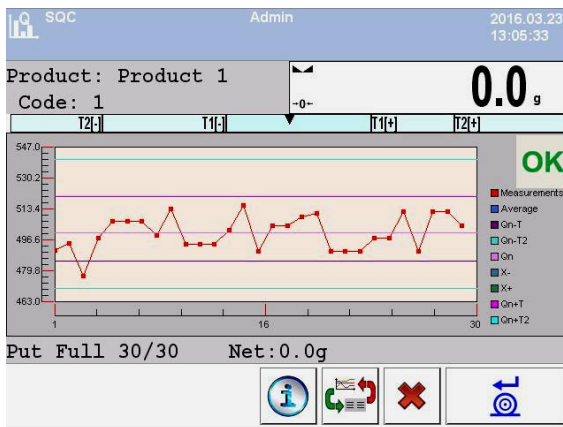 Q SQC
Admin
2016.03.23
13:05:33
Product: Product 1
Code: 1
→0←
0.0 g
T2[-]
T1[-]
T1[+]
T2[+]
OK
547.0
530.2
513.4
496.6
479.8
463.0
1
16
30
Measurements
Average
Qn-T
Qn-T2
Qn
X-
X+
Qn+T
Qn+T2
Put Full 30/30 Net:0.0g